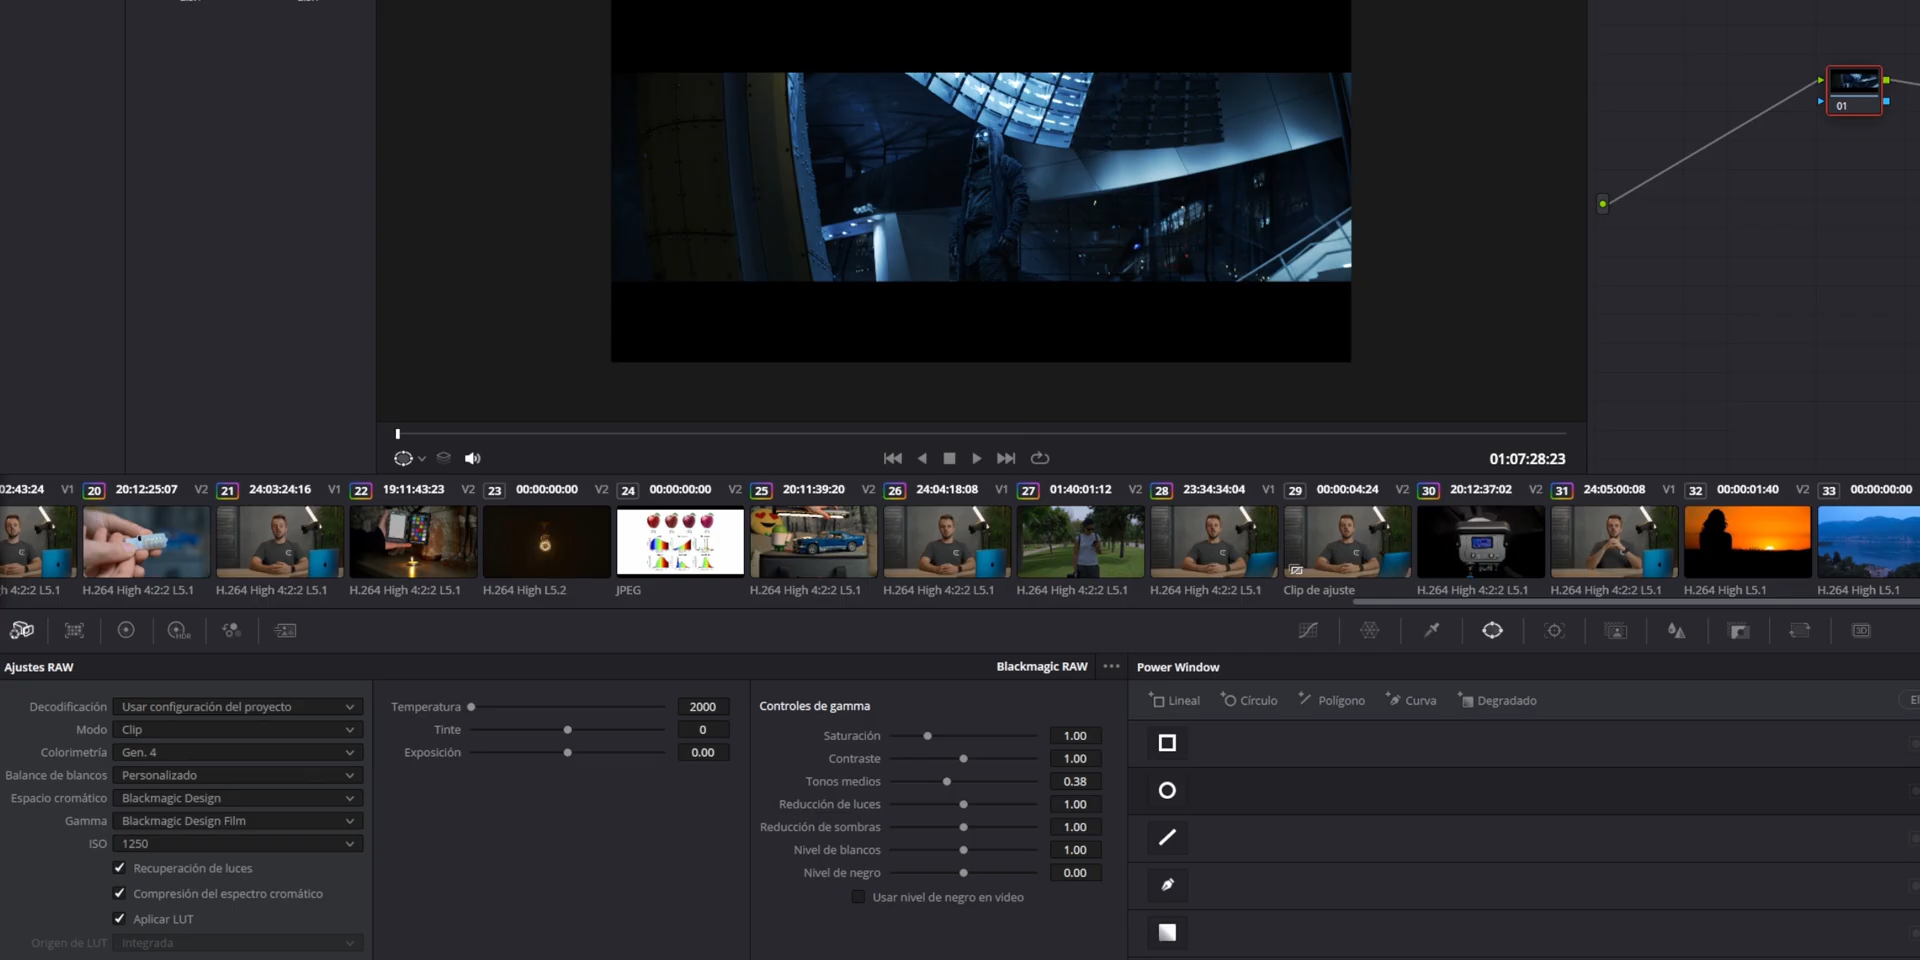 01
01:07:28:23
02:43:24 V1 20 20:12:25:07 V2 21 24:03:24:16 V1 22 19:11:43:23 V2 23 00:00:00:00 V2 24 00:00:00:00 V2 25 20:11:39:20 V2 26 24:04:18:08 V1 27 01:40:01:12 V2 28 23:34:34:04 V1 29 00:00:04:24 V2 30 20:12:37:02 V2 31 24:05:00:08 V1 32 00:00:01:40 V2 33 00:00:00:00
h 4:2:2 L5.1 H.264 High 4:2:2 L5.1 H.264 High 4:2:2 L5.1 H.264 High 4:2:2 L5.1 H.264 High L5.2 JPEG H.264 High 4:2:2 L5.1 H.264 High 4:2:2 L5.1 H.264 High 4:2:2 L5.1 H.264 High 4:2:2 L5.1 Clip de ajuste H.264 High 4:2:2 L5.1 H.264 High 4:2:2 L5.1 H.264 High L5.1 H.264 High L5.1
HDR
3D
Ajustes RAW
Blackmagic RAW
Decodificación Usar configuración del proyecto
Modo Clip
Colorimetría Gen. 4
Balance de blancos Personalizado
Espacio cromático Blackmagic Design
Gamma Blackmagic Design Film
ISO 1250
Recuperación de luces
Compresión del espectro cromático
Aplicar LUT
Origen de LUT Integrada
Temperatura 2000
Tinte 0
Exposición 0.00
Controles de gamma
Saturación 1.00
Contraste 1.00
Tonos medios 0.38
Reducción de luces 1.00
Reducción de sombras 1.00
Nivel de blancos 1.00
Nivel de negro 0.00
Usar nivel de negro en video
Power Window
Lineal Círculo Polígono Curva Degradado El